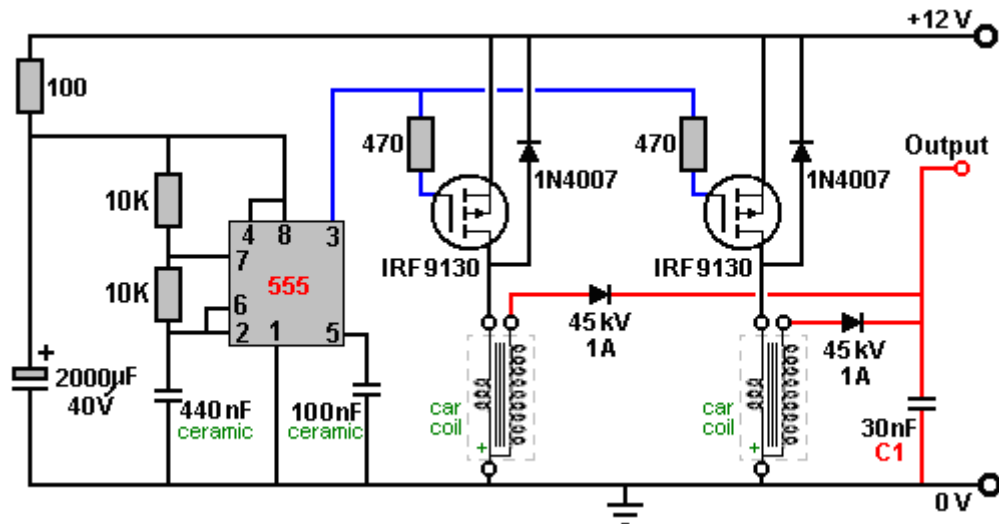 +12 V
100
470
470
Output
1N4007
1N4007
10K
4 8 3
7
IRF9130
IRF9130
10K
555
6
2 1 5
45 kV
1A
45 kV
1A
+
2000µF
40V
440 nF
ceramic
100nF
ceramic
car
coil
+
car
coil
+
30nF
C1
0 V